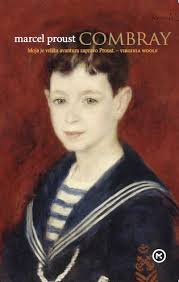 marcel proust COMBRAY
Moja je velika avantura zapravo Proust. – VIRGINIA WOOLF